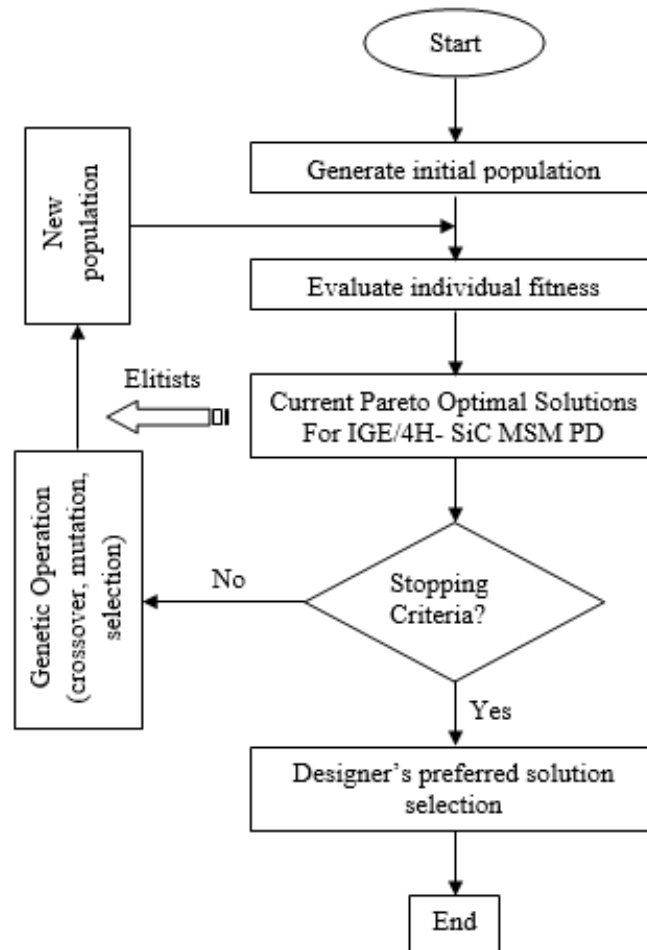 Start
Generate initial population
New
population
Evaluate individual fitness
Elitists
Current Pareto Optimal Solutions
For IGE/4H- SiC MSM PD
Genetic Operation
(crossover, mutation,
selection)
No
Stopping
Criteria?
Yes
Designer's preferred solution
selection
End